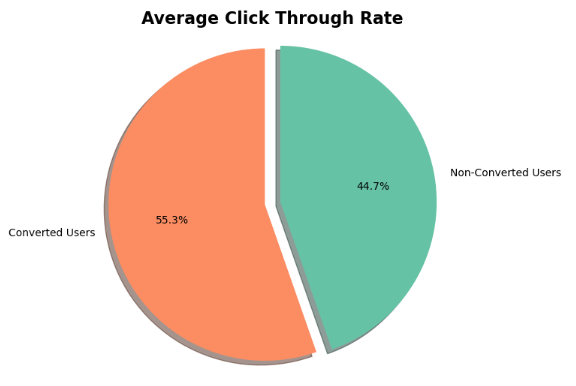 Average Click Through Rate
Non-Converted Users
44.7%
55.3%
Converted Users